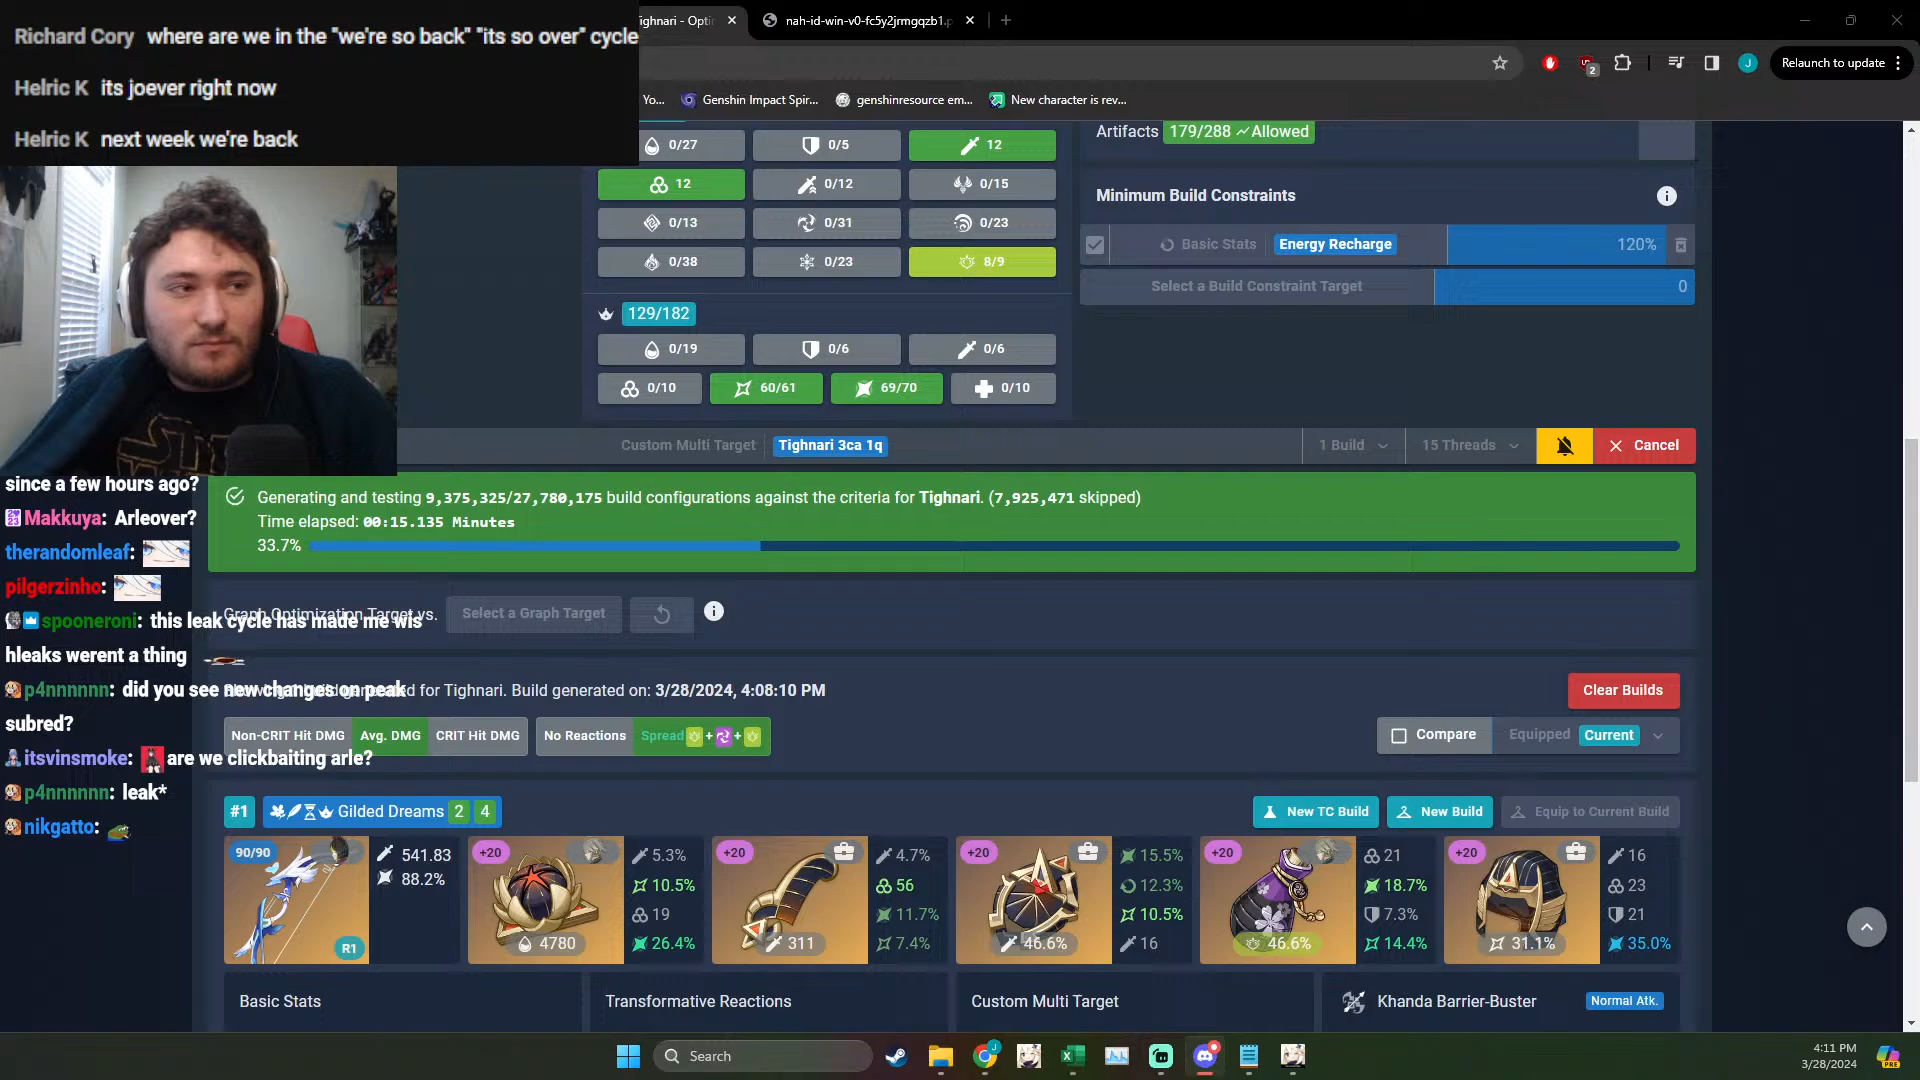 Richard Cory where are we in the "we're so back" "its so over" cycle
Helric K its joever right now
Helric K next week we're back
ighnari - Opti
nah-id-win-v0-fc5y2jrmgqzb1.p
2
J
Relaunch to update
Yo...
Genshin Impact Spir...
genshinresource em...
New character is rev...
0/27
0/5
12
12
0/12
0/15
0/13
0/31
0/23
0/38
0/23
8/9
129/182
0/19
0/6
0/6
0/10
60/61
69/70
0/10
Artifacts 179/288 Allowed
Minimum Build Constraints
Basic Stats Energy Recharge 120%
Select a Build Constraint Target 0
Custom Multi Target Tighnari 3ca 1q
1 Build
15 Threads
Cancel
Generating and testing 9,375,325/27,780,175 build configurations against the criteria for Tighnari. (7,925,471 skipped)
Time elapsed: 00:15.135 Minutes
33.7%
since a few hours ago?
Makkuya: Arleover?
therandomleaf:
pilgerzinho:
spooneroni: this leak cycle has made me wis
hleaks werent a thing
p4nnnnnn: did you see new changes on peak
subred?
itsvinsmoke: are we clickbaiting arle?
p4nnnnnn: leak*
nikgatto:
Graph Optimization Target vs. Select a Graph Target
for Tighnari. Build generated on: 3/28/2024, 4:08:10 PM
Clear Builds
Non-CRIT Hit DMG Avg. DMG CRIT Hit DMG
No Reactions Spread + +
Compare
Equipped Current
#1 Gilded Dreams 2 4
New TC Build
New Build
Equip to Current Build
90/90
R1
541.83
88.2%
+20
4780
5.3%
10.5%
19
26.4%
+20
311
4.7%
56
11.7%
7.4%
+20
46.6%
15.5%
12.3%
10.5%
16
+20
46.6%
21
18.7%
7.3%
14.4%
+20
31.1%
16
23
21
35.0%
Basic Stats
Transformative Reactions
Custom Multi Target
Khanda Barrier-Buster Normal Atk.
Search
J
4:11 PM
3/28/2024
PRE